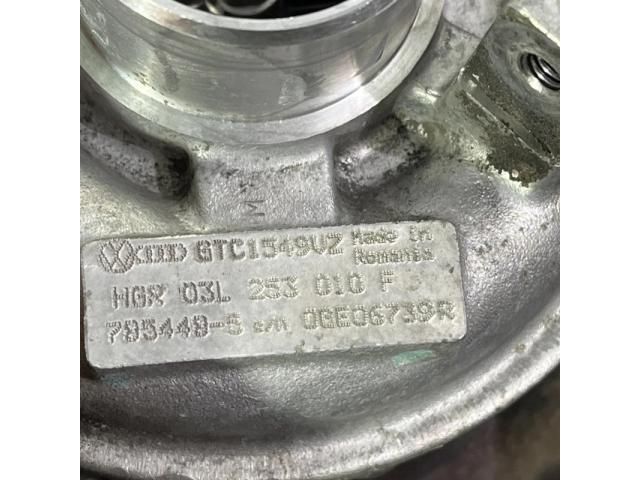 GTC1549VZ Made in Romania
HGR 03L 253 010 F
785448-5 s/n 0GE06739R